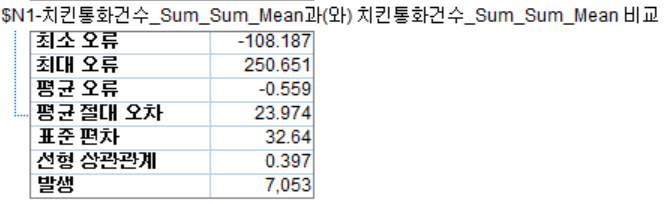 $N1-치킨통화건수_Sum_Sum_Mean과(와) 치킨통화건수_Sum_Sum_Mean 비교
최소 오류 -108.187
최대 오류 250.651
평균 오류 -0.559
평균 절대 오차 23.974
표준 편차 32.64
선형 상관관계 0.397
발생 7,053